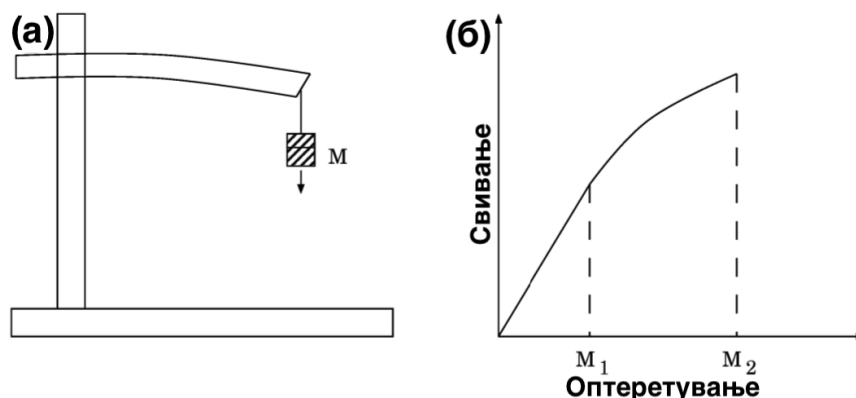 (а)
М
(б)
Свивање
М1
М2
Оптеретување